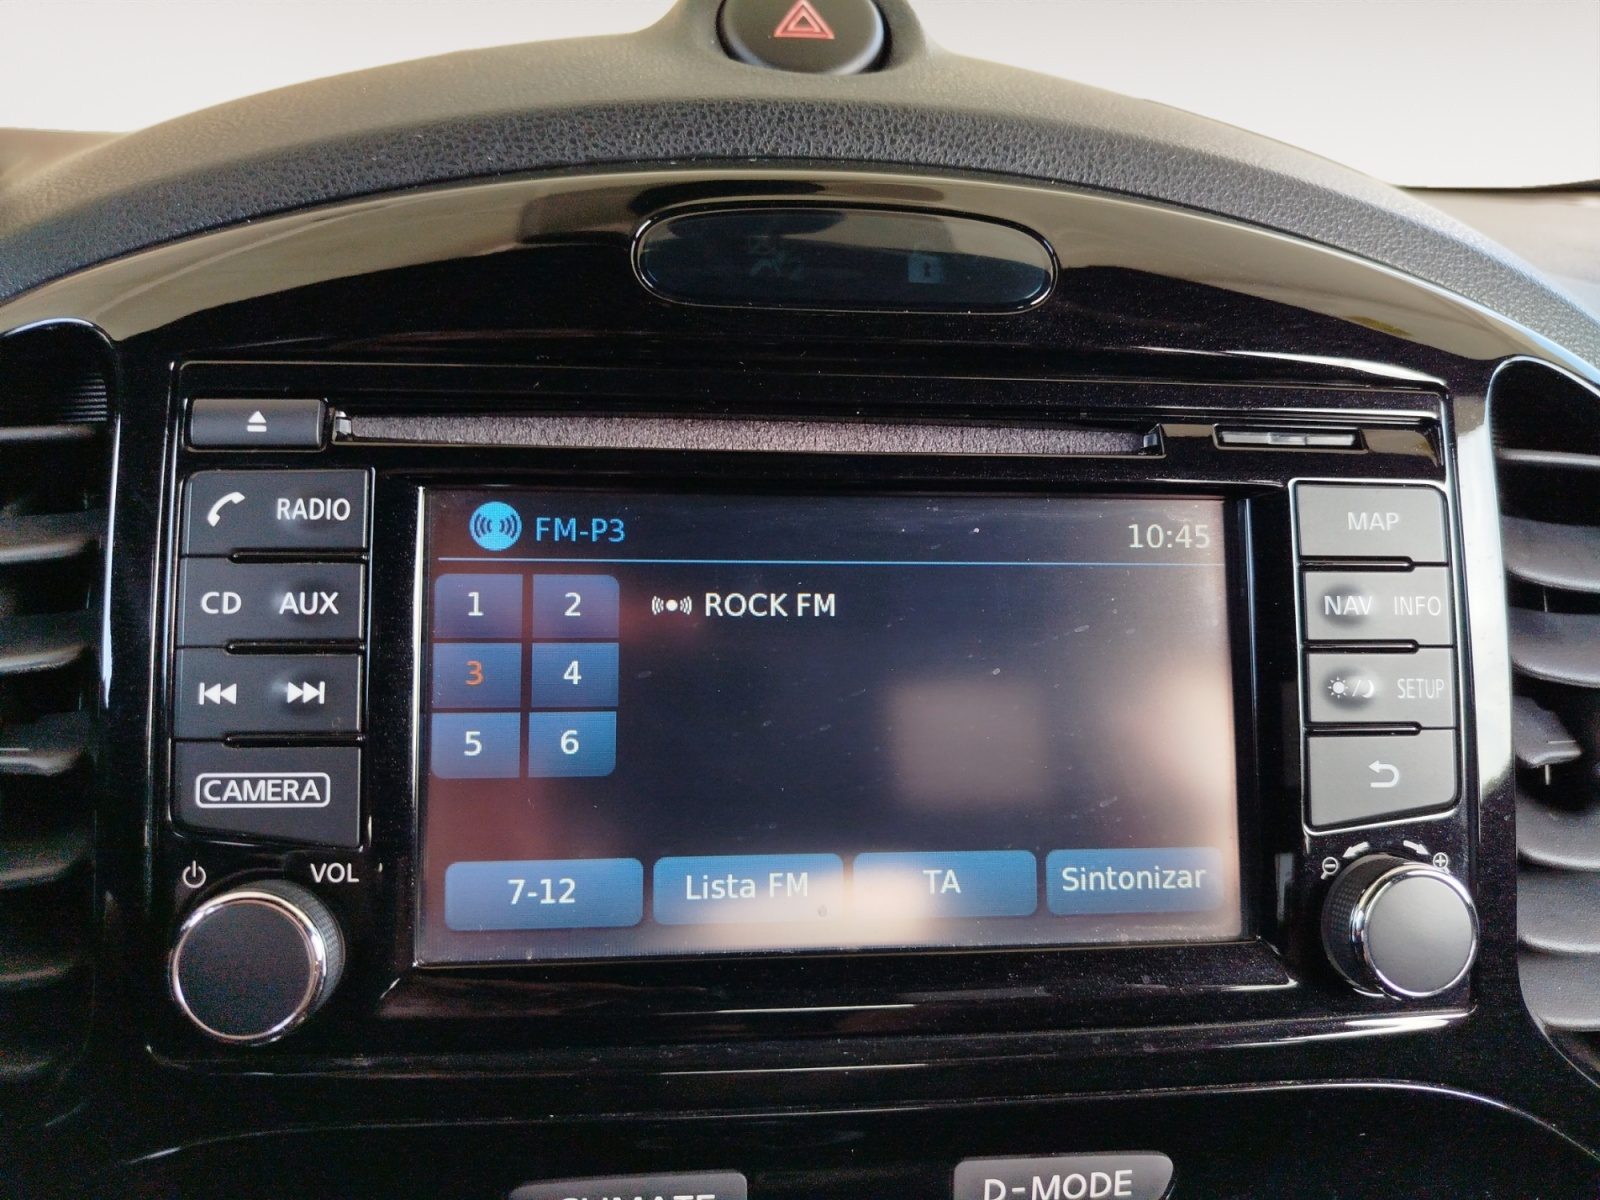 RADIO
CD AUX
CAMERA
VOL
FM-P3
10:45
1 2
ROCK FM
3 4
5 6
7-12
Lista FM
TA
Sintonizar
MAP
NAV INFO
SETUP
CLIMATE
D-MODE